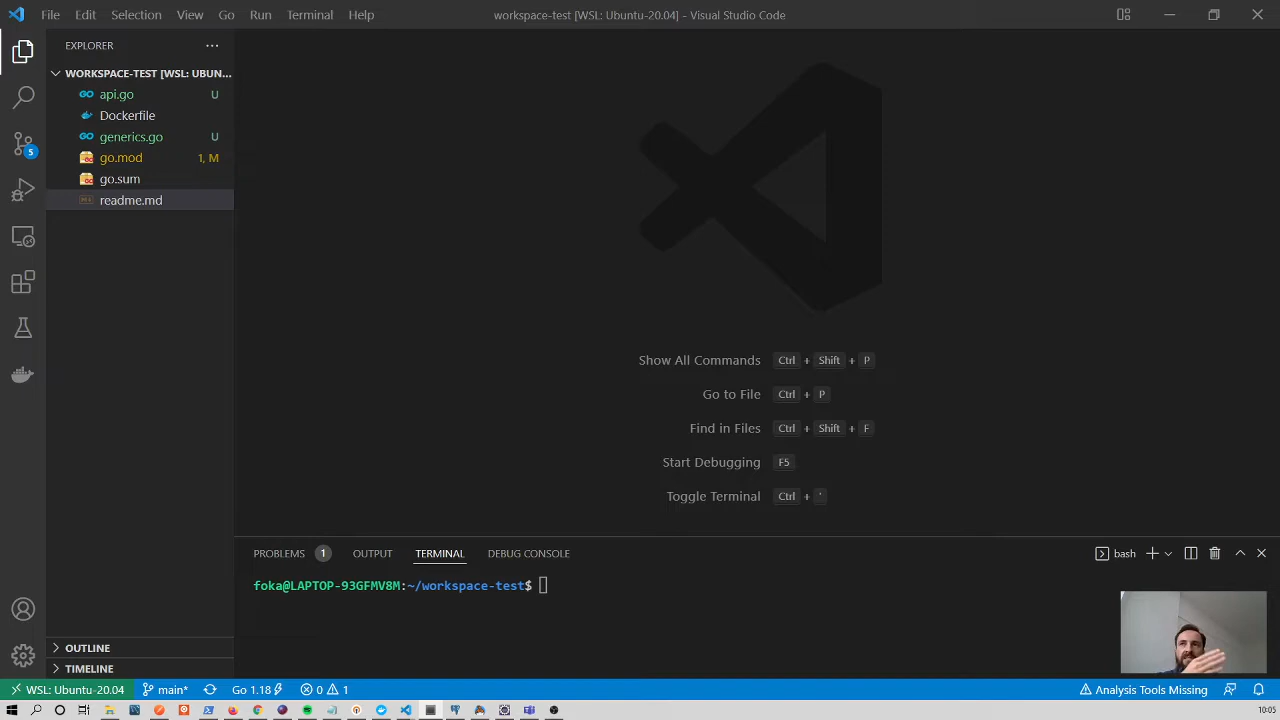 File Edit Selection View Go Run Terminal Help
workspace-test [WSL: Ubuntu-20.04] - Visual Studio Code
EXPLORER
WORKSPACE-TEST [WSL: UBUN...
GO api.go U
Dockerfile
GO generics.go U
go.mod 1, M
go.sum
readme.md
5
Show All Commands Ctrl + Shift + P
Go to File Ctrl + P
Find in Files Ctrl + Shift + F
Start Debugging F5
Toggle Terminal Ctrl + '
PROBLEMS 1 OUTPUT TERMINAL DEBUG CONSOLE
bash
foka@LAPTOP-93GFMV8M:~/workspace-test$
OUTLINE
TIMELINE
WSL: Ubuntu-20.04 main* Go 1.18 0 1 Analysis Tools Missing
10:05